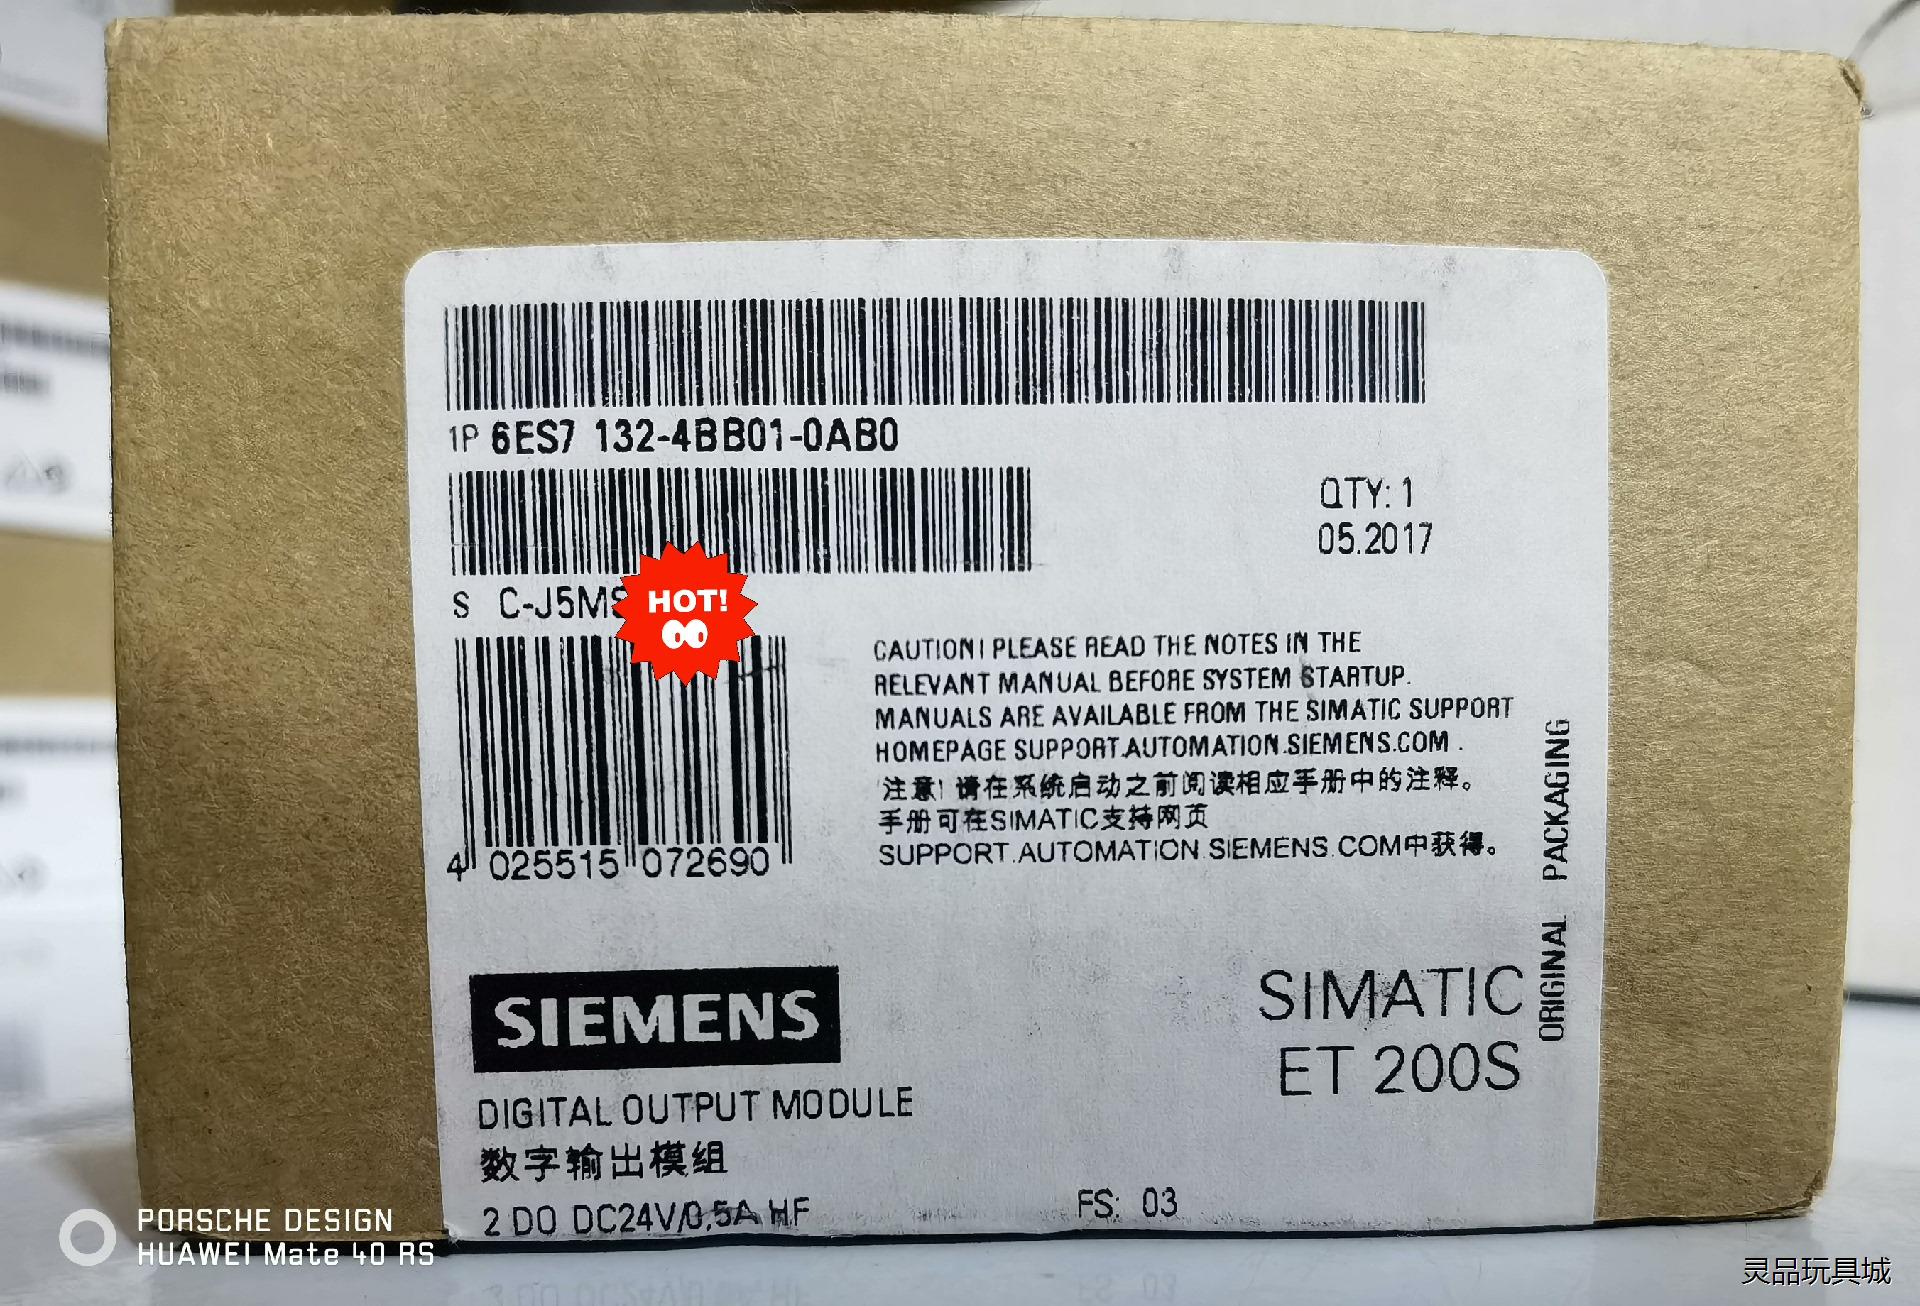 1P 6ES7 132-4BB01-0AB0
QTY: 1
05.2017
S C-J5M
HOT!
4 025515 072690
CAUTION! PLEASE READ THE NOTES IN THE
RELEVANT MANUAL BEFORE SYSTEM STARTUP.
MANUALS ARE AVAILABLE FROM THE SIMATIC SUPPORT
HOMEPAGE SUPPORT.AUTOMATION.SIEMENS.COM .
注意! 请在系统启动之前阅读相应手册中的注释。
手册可在SIMATIC支持网页
SUPPORT.AUTOMATION.SIEMENS.COM中获得。
ORIGINAL PACKAGING
SIEMENS
SIMATIC
ET 200S
DIGITAL OUTPUT MODULE
数字输出模组
2 DO DC24V/0,5A HF
FS: 03
PORSCHE DESIGN
HUAWEI Mate 40 RS
灵品玩具城